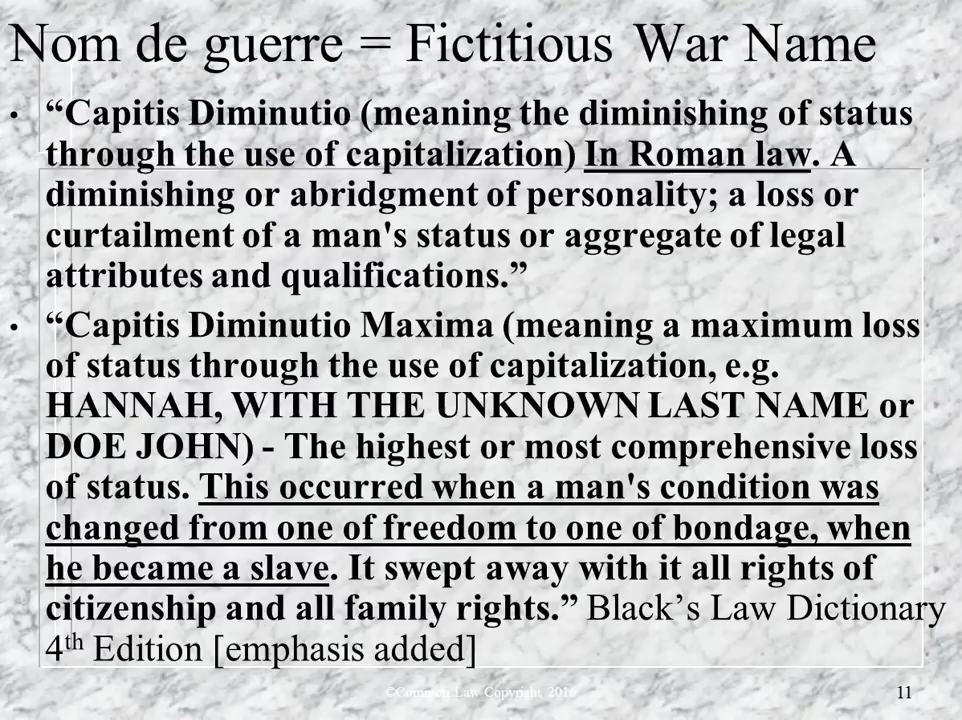 Nom de guerre = Fictitious War Name
• “Capitis Diminutio (meaning the diminishing of status
through the use of capitalization) In Roman law. A
diminishing or abridgment of personality; a loss or
curtailment of a man's status or aggregate of legal
attributes and qualifications.”
• “Capitis Diminutio Maxima (meaning a maximum loss
of status through the use of capitalization, e.g.
HANNAH, WITH THE UNKNOWN LAST NAME or
DOE JOHN) - The highest or most comprehensive loss
of status. This occurred when a man's condition was
changed from one of freedom to one of bondage, when
he became a slave. It swept away with it all rights of
citizenship and all family rights.” Black’s Law Dictionary
4th Edition [emphasis added]
©Common Law Copyright 2016
11